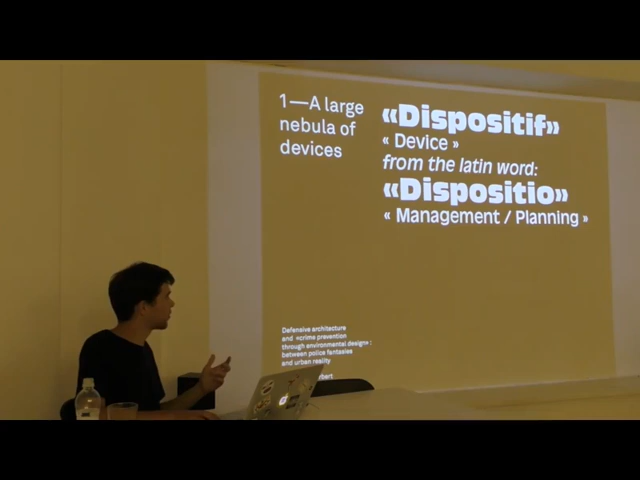 1—A large
nebula of
devices
«Dispositif»
« Device »
from the latin word:
«Dispositio»
« Management / Planning »
Defensive architecture
and «crime prevention
through environmental design» :
between police fantasies
and urban reality